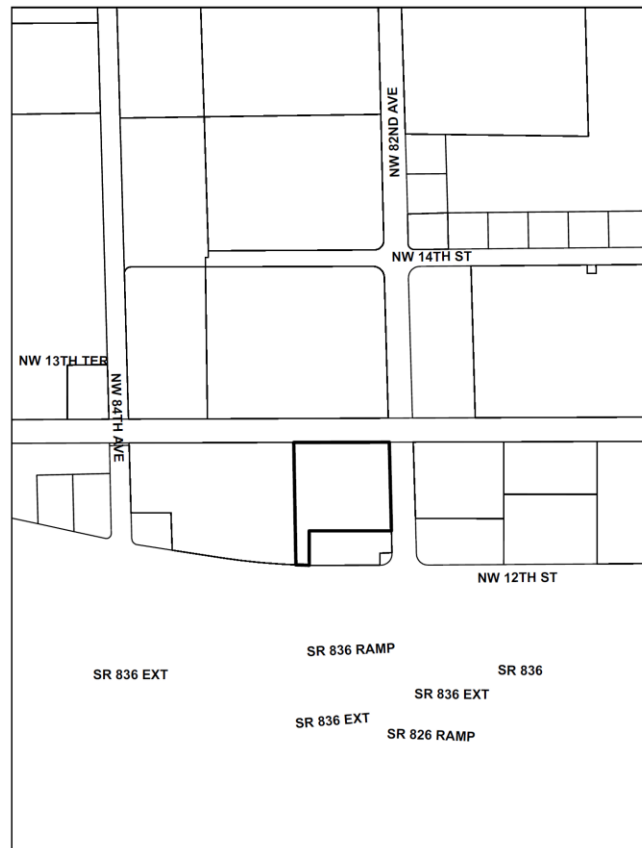 NW 82ND AVE
NW 14TH ST
NW 13TH TER
NW 84TH AVE
NW 12TH ST
SR 836 RAMP
SR 836 EXT
SR 836
SR 836 EXT
SR 836 EXT
SR 826 RAMP